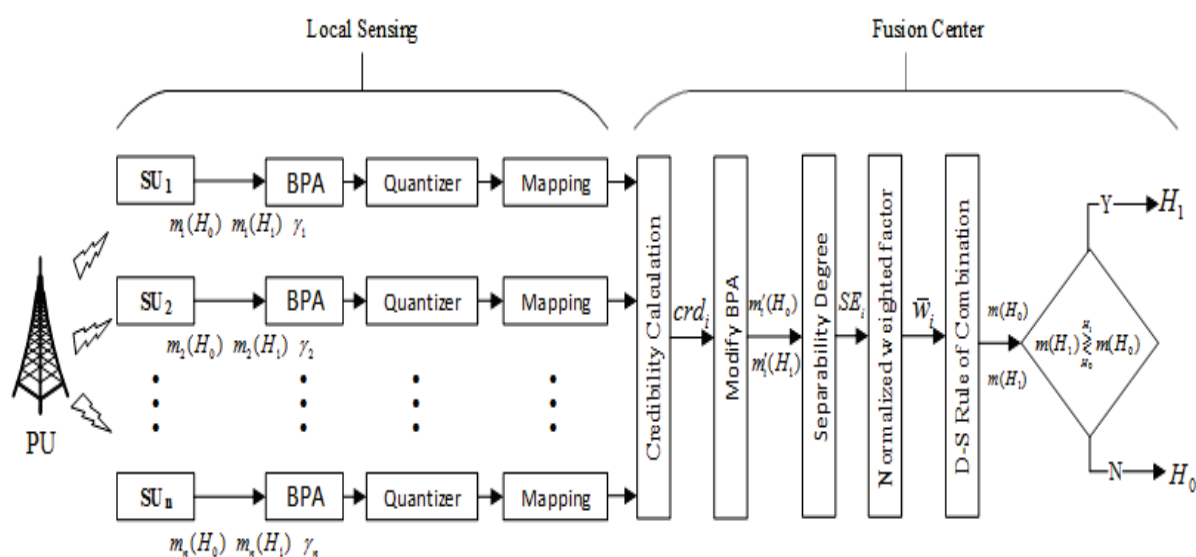 Local Sensing
Fusion Center
SU1
BPA
Quantizer
Mapping
m1(H0) m1(H1) γ1
SU2
BPA
Quantizer
Mapping
m2(H0) m2(H1) γ2
SUn
BPA
Quantizer
Mapping
mn(H0) mn(H1) γn
PU
Credibility Calculation
crdi
Modify BPA
m'i(H0)
m'i(H1)
Separability Degree
SEi
Normalized weighted factor
w̄i
D-S Rule of Combination
m(H0)
m(H1)
H1
m(H1) ≷ m(H0)
H0
Y
H1
N
H0